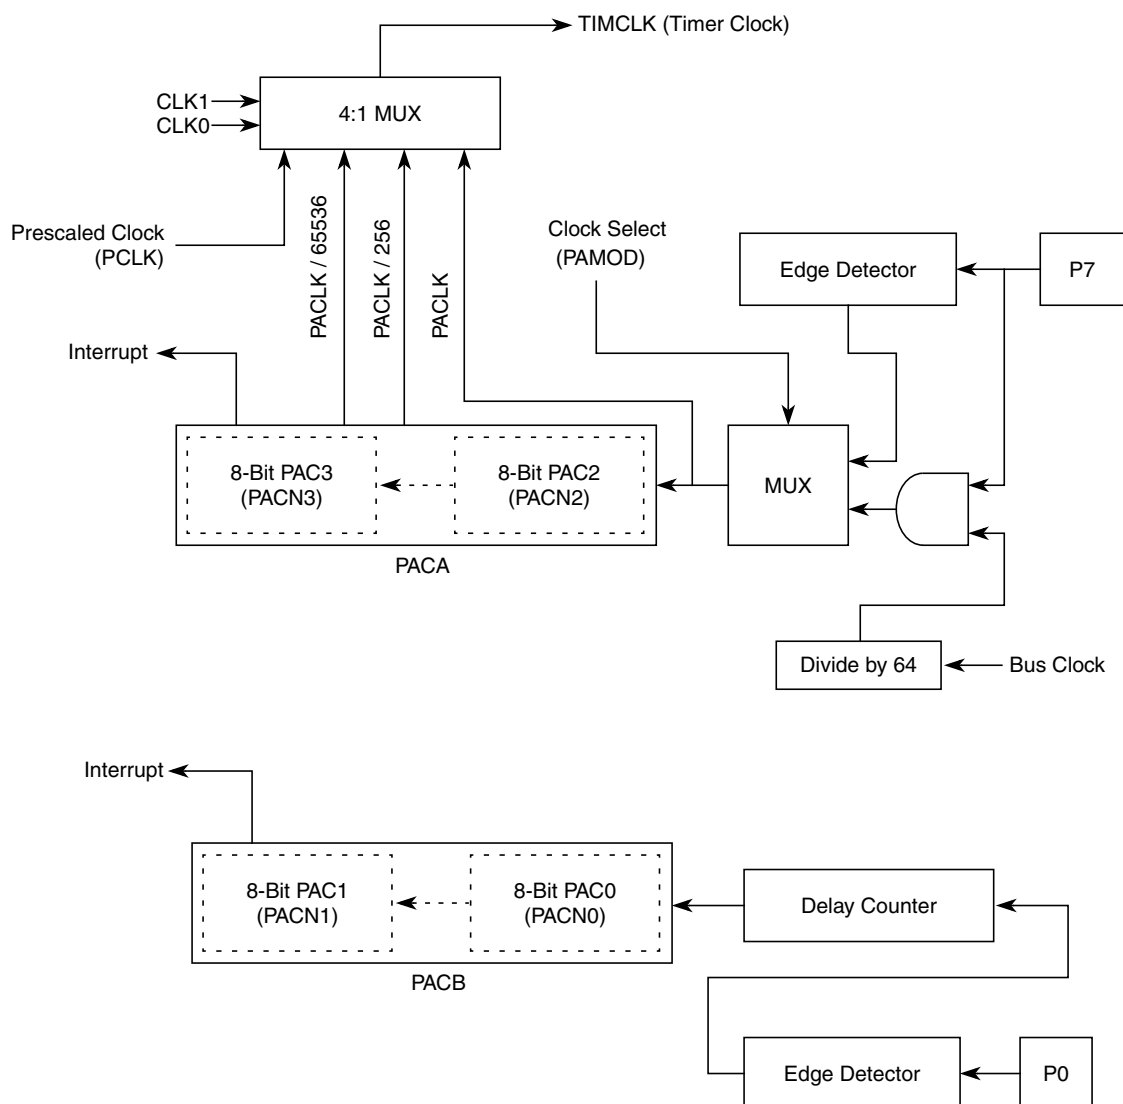 TIMCLK (Timer Clock)
CLK1
CLK0
4:1 MUX
Prescaled Clock
(PCLK)
PACLK / 65536
PACLK / 256
PACLK
Clock Select
(PAMOD)
Edge Detector
P7
Interrupt
8-Bit PAC3
(PACN3)
8-Bit PAC2
(PACN2)
MUX
PACA
Divide by 64
Bus Clock
Interrupt
8-Bit PAC1
(PACN1)
8-Bit PAC0
(PACN0)
Delay Counter
PACB
Edge Detector
P0